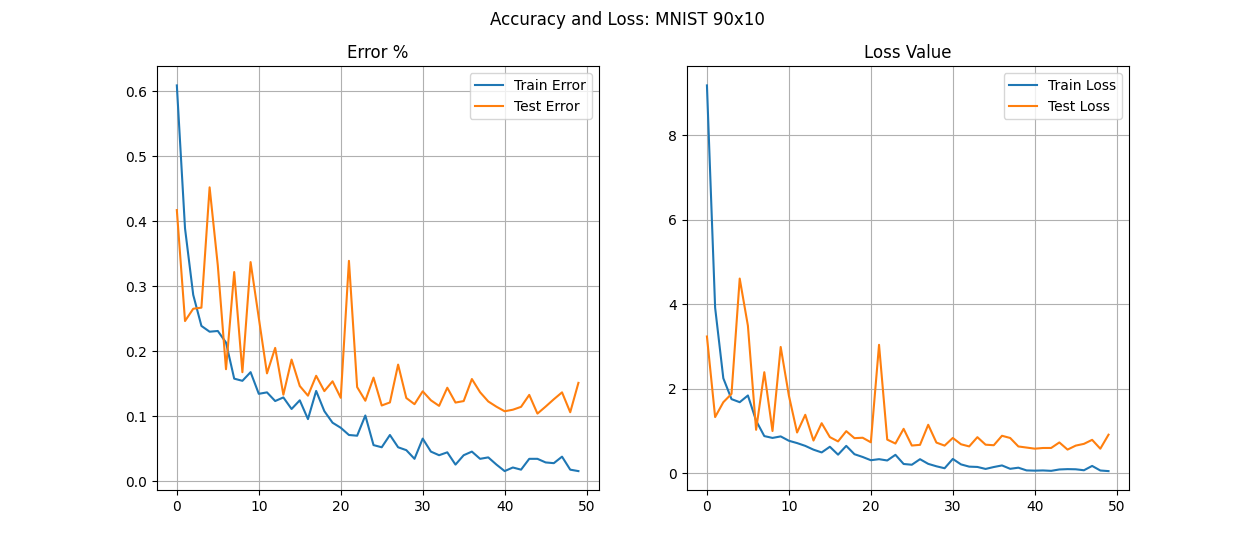 Accuracy and Loss: MNIST 90x10
Error %
Train Error
Test Error
0.6
0.5
0.4
0.3
0.2
0.1
0.0
0 10 20 30 40 50
Loss Value
Train Loss
Test Loss
8
6
4
2
0
0 10 20 30 40 50